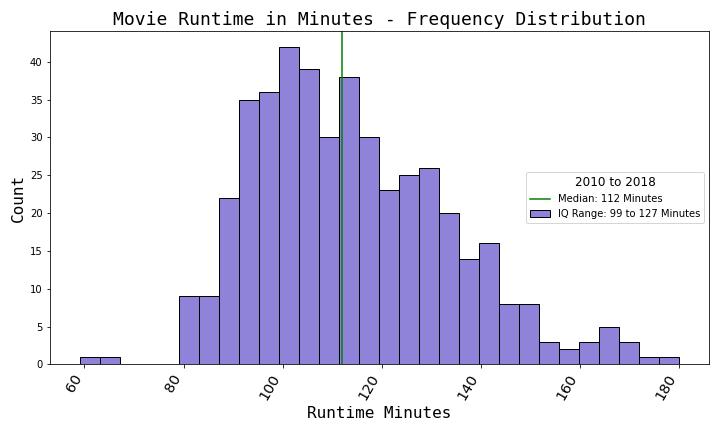 Movie Runtime in Minutes - Frequency Distribution
Count
40
35
30
25
20
15
10
5
0
2010 to 2018
Median: 112 Minutes
IQ Range: 99 to 127 Minutes
60 80 100 120 140 160 180
Runtime Minutes